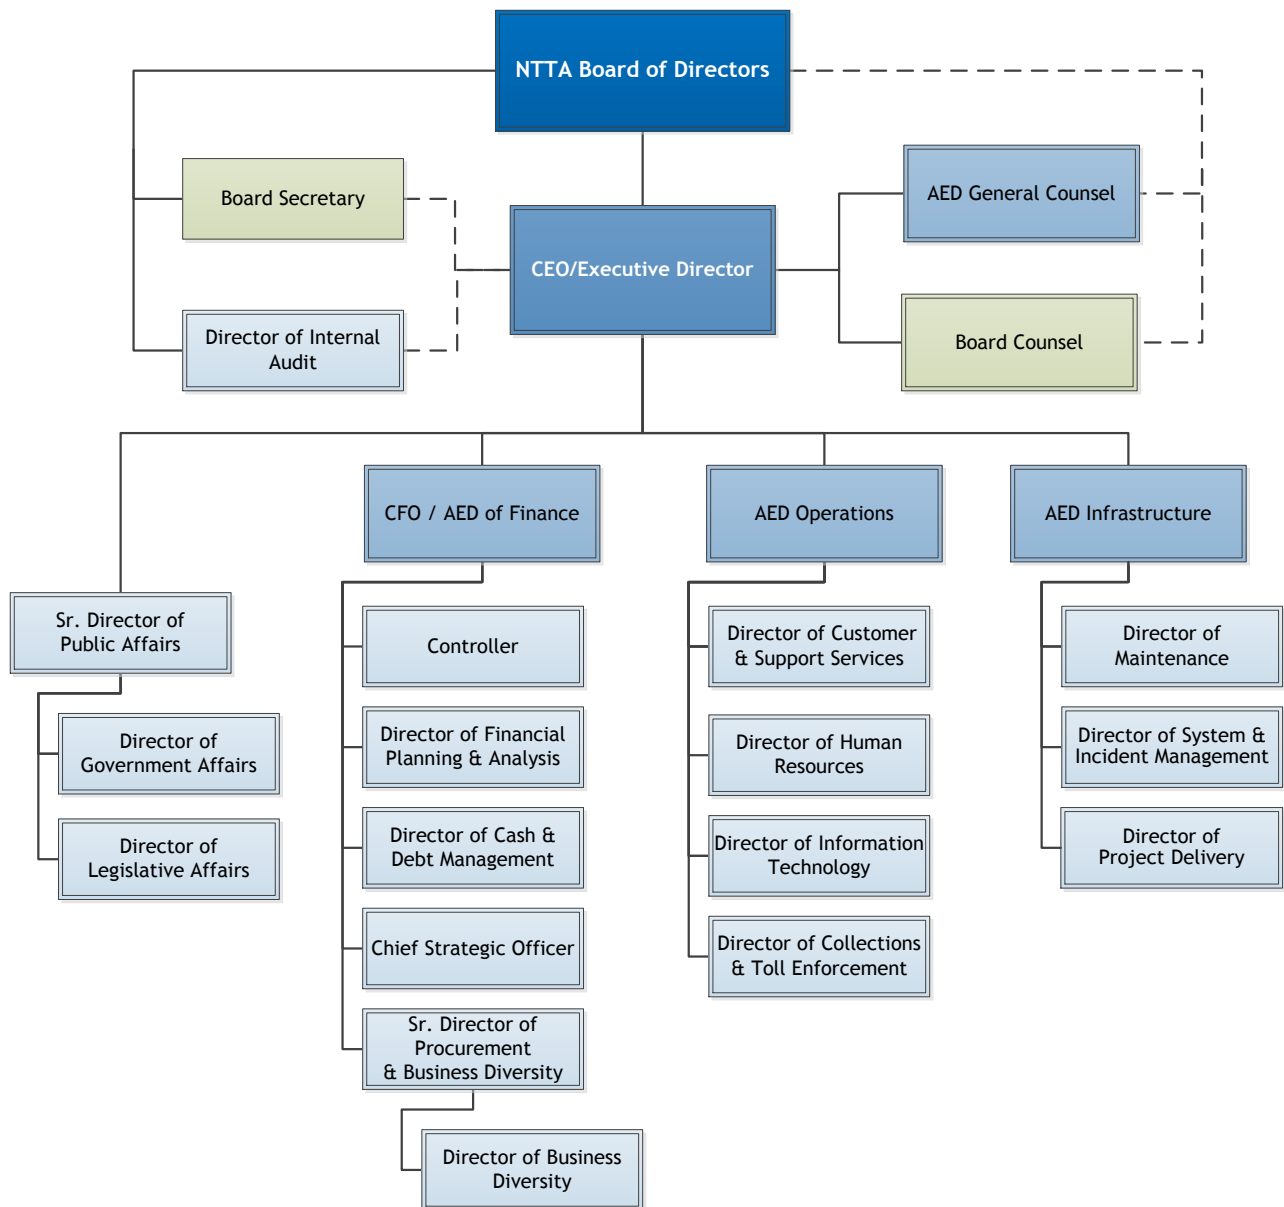 NTTA Board of Directors
Board Secretary
AED General Counsel
CEO/Executive Director
Director of Internal
Audit
Board Counsel
CFO / AED of Finance
AED Operations
AED Infrastructure
Sr. Director of
Public Affairs
Director of
Government Affairs
Director of
Legislative Affairs
Controller
Director of Financial
Planning & Analysis
Director of Cash &
Debt Management
Chief Strategic Officer
Sr. Director of
Procurement
& Business Diversity
Director of Business
Diversity
Director of Customer
& Support Services
Director of Human
Resources
Director of Information
Technology
Director of Collections
& Toll Enforcement
Director of
Maintenance
Director of System &
Incident Management
Director of
Project Delivery